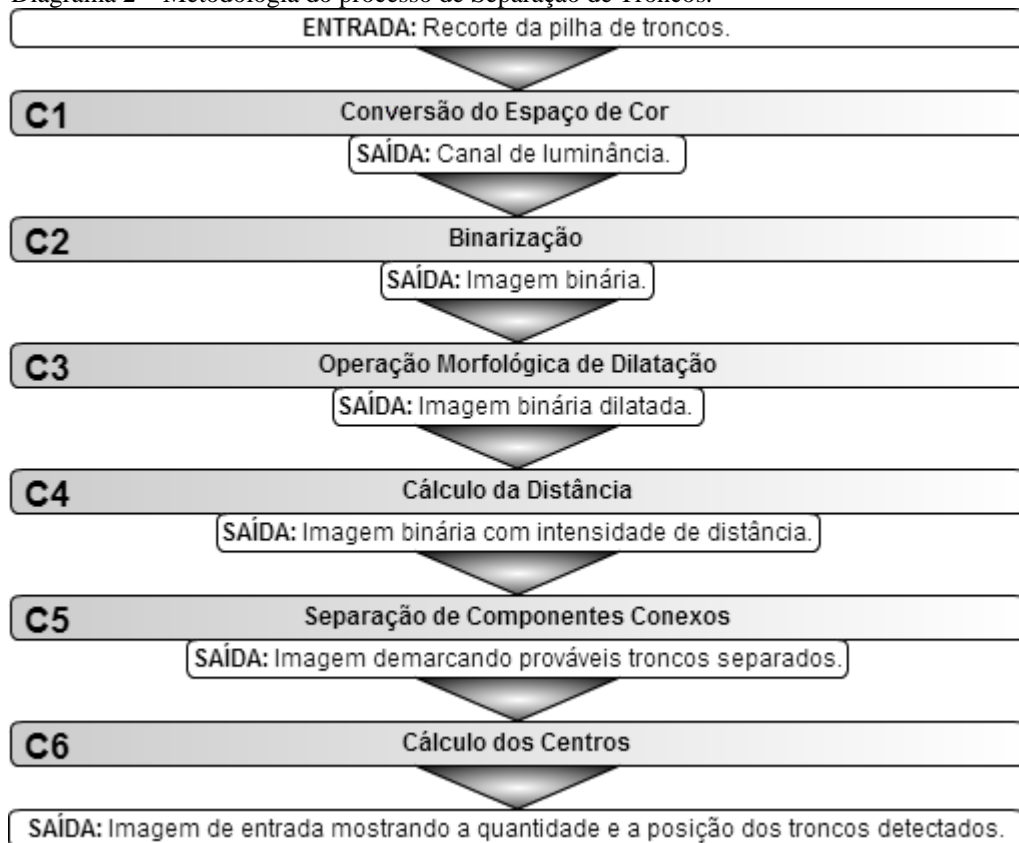 Diagrama 2 – Metodologia do processo de Separação de Troncos.
ENTRADA: Recorte da pilha de troncos.
C1 Conversão do Espaço de Cor
SAÍDA: Canal de luminância.
C2 Binarização
SAÍDA: Imagem binária.
C3 Operação Morfológica de Dilatação
SAÍDA: Imagem binária dilatada.
C4 Cálculo da Distância
SAÍDA: Imagem binária com intensidade de distância.
C5 Separação de Componentes Conexos
SAÍDA: Imagem demarcando prováveis troncos separados.
C6 Cálculo dos Centros
SAÍDA: Imagem de entrada mostrando a quantidade e a posição dos troncos detectados.